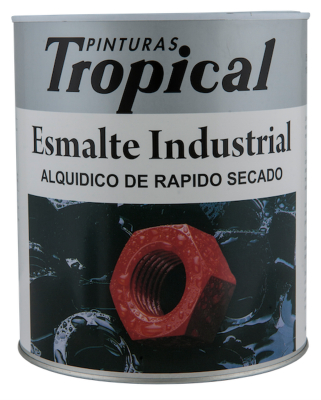 PINTURAS
Tropical
Esmalte Industrial
ALQUIDICO DE RAPIDO SECADO